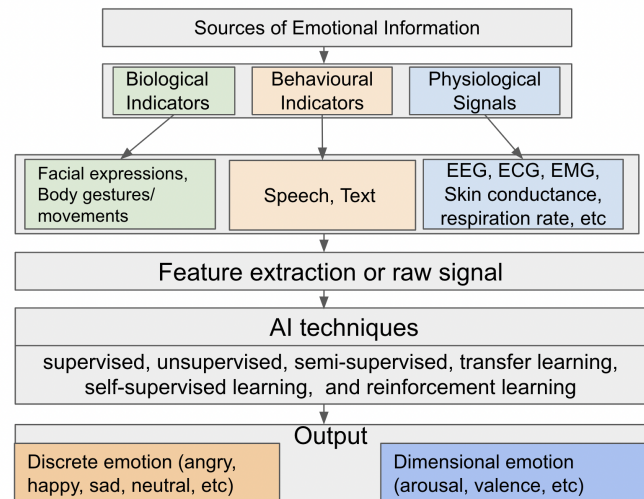 Sources of Emotional Information
Biological
Indicators
Behavioural
Indicators
Physiological
Signals
Facial expressions,
Body gestures/
movements
Speech, Text
EEG, ECG, EMG,
Skin conductance,
respiration rate, etc
Feature extraction or raw signal
AI techniques
supervised, unsupervised, semi-supervised, transfer learning,
self-supervised learning, and reinforcement learning
Output
Discrete emotion (angry,
happy, sad, neutral, etc)
Dimensional emotion
(arousal, valence, etc)